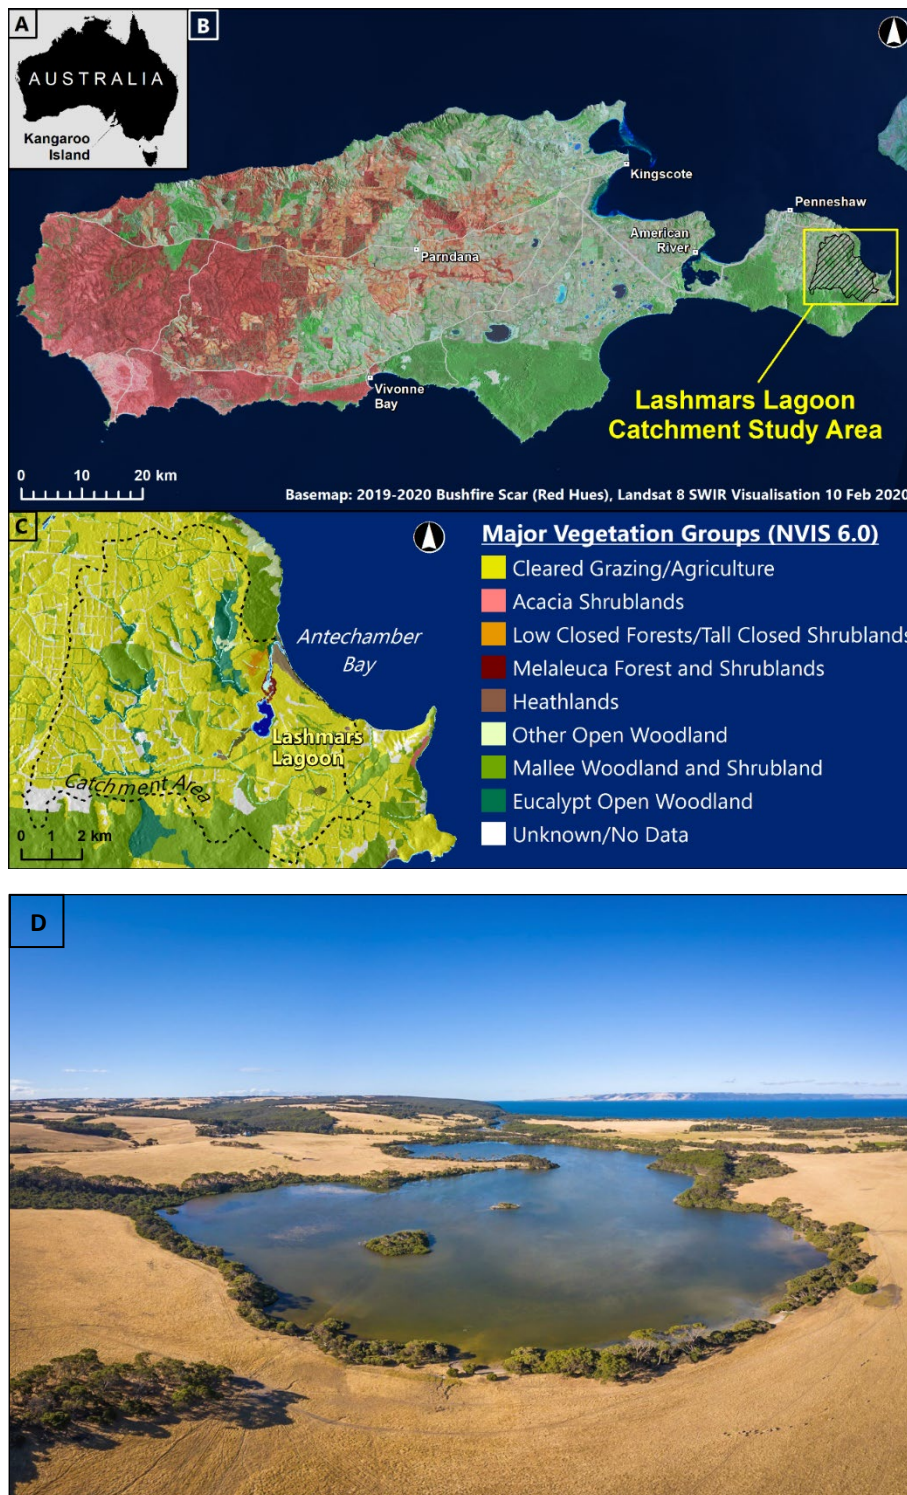 A
AUSTRALIA
Kangaroo
Island
B
Kingscote
Penneshaw
American
River
Parndana
Vivonne
Bay
Lashmars Lagoon
Catchment Study Area
0 10 20 km
Basemap: 2019-2020 Bushfire Scar (Red Hues), Landsat 8 SWIR Visualisation 10 Feb 2020
C
Antechamber
Bay
Lashmars
Lagoon
Catchment Area
0 1 2 km
Major Vegetation Groups (NVIS 6.0)
Cleared Grazing/Agriculture
Acacia Shrublands
Low Closed Forests/Tall Closed Shrublands
Melaleuca Forest and Shrublands
Heathlands
Other Open Woodland
Mallee Woodland and Shrubland
Eucalypt Open Woodland
Unknown/No Data
D